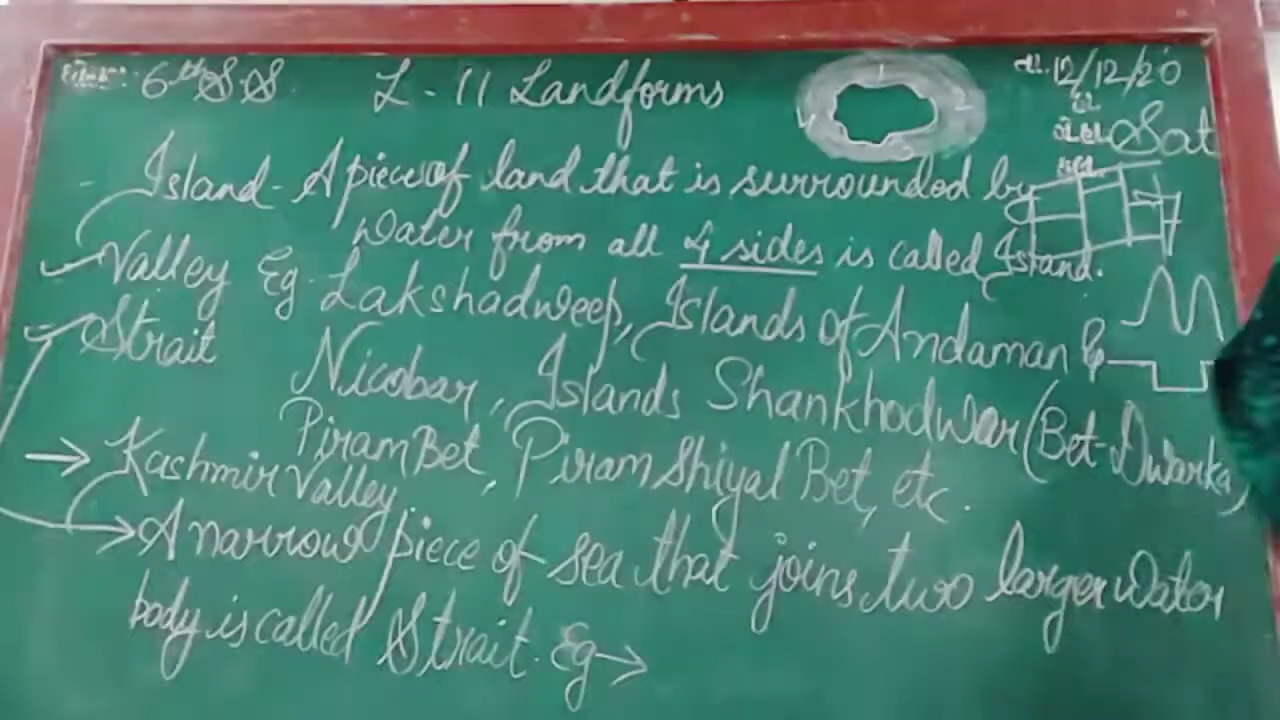 6th S.S. L-11 Landforms
તા. 12/12/20
Sat
Island - A piece of land that is surrounded by
Water from all 4 sides is called Island.
Valley Eg. Lakshadweep, Islands of Andaman &
Strait Nicobar, Islands Shankhodwar (Bet-Dwarka)
Piram Bet, Piram Shiyal Bet, etc.
→ Kashmir Valley.
→ A narrow piece of sea that joins two larger Water
body is called Strait. Eg →